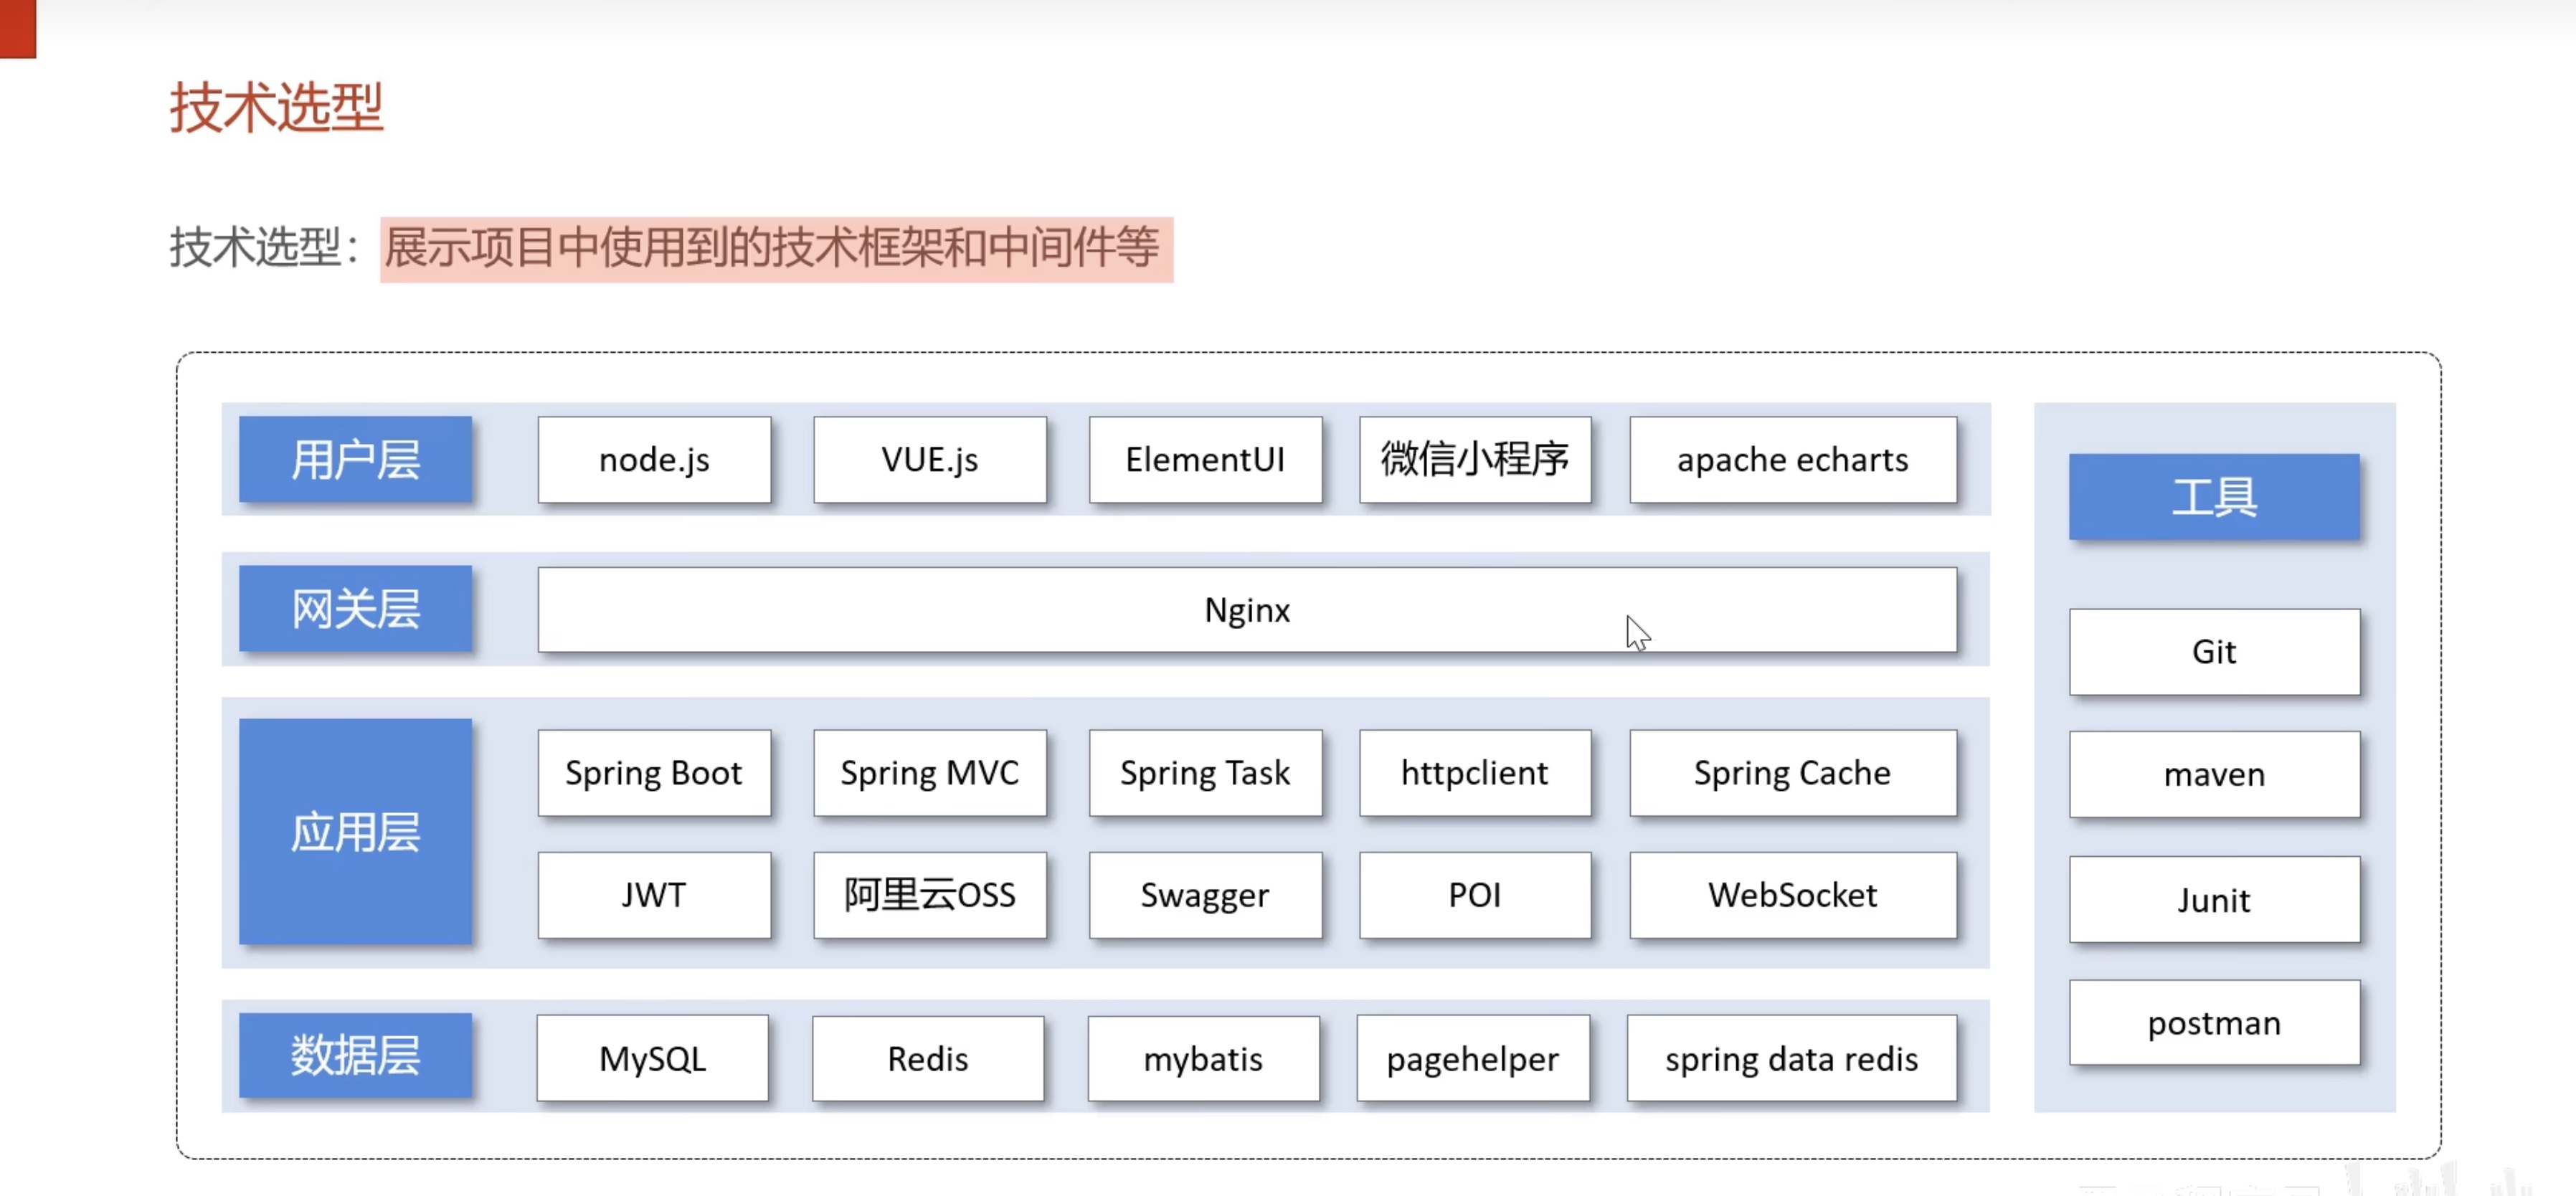 技术选型
技术选型：展示项目中使用到的技术框架和中间件等
用户层 node.js VUE.js ElementUI 微信小程序 apache echarts
网关层 Nginx
应用层
Spring Boot Spring MVC Spring Task httpclient Spring Cache
JWT 阿里云OSS Swagger POI WebSocket
数据层 MySQL Redis mybatis pagehelper spring data redis
工具
Git
maven
Junit
postman